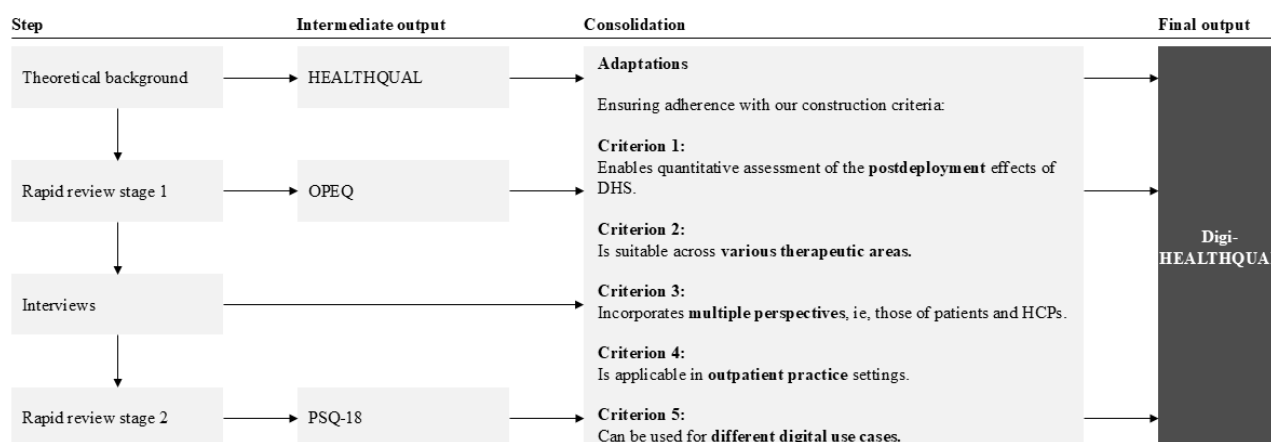 Step
Intermediate output
Consolidation
Final output
Theoretical background
HEALTHQUAL
Rapid review stage 1
OPEQ
Interviews
Rapid review stage 2
PSQ-18
Adaptations
Ensuring adherence with our construction criteria:
Criterion 1:
Enables quantitative assessment of the postdeployment effects of
DHS.
Criterion 2:
Is suitable across various therapeutic areas.
Criterion 3:
Incorporates multiple perspectives, ie, those of patients and HCPs.
Criterion 4:
Is applicable in outpatient practice settings.
Criterion 5:
Can be used for different digital use cases.
Digi-
HEALTHQUA